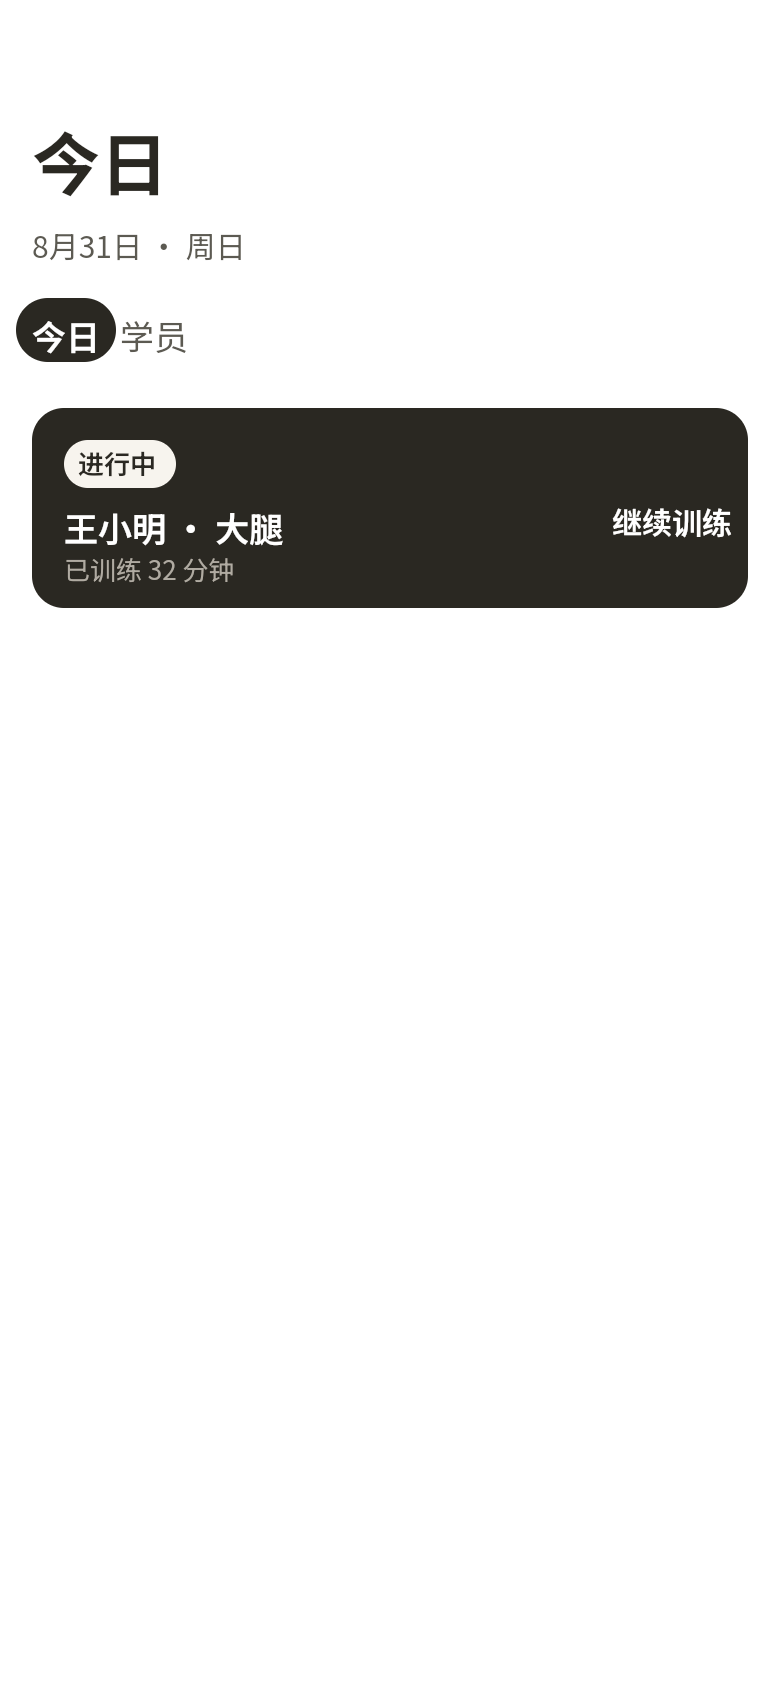 今日
8月31日 · 周日
今日 学员
进行中
王小明 · 大腿
继续训练
已训练 32 分钟